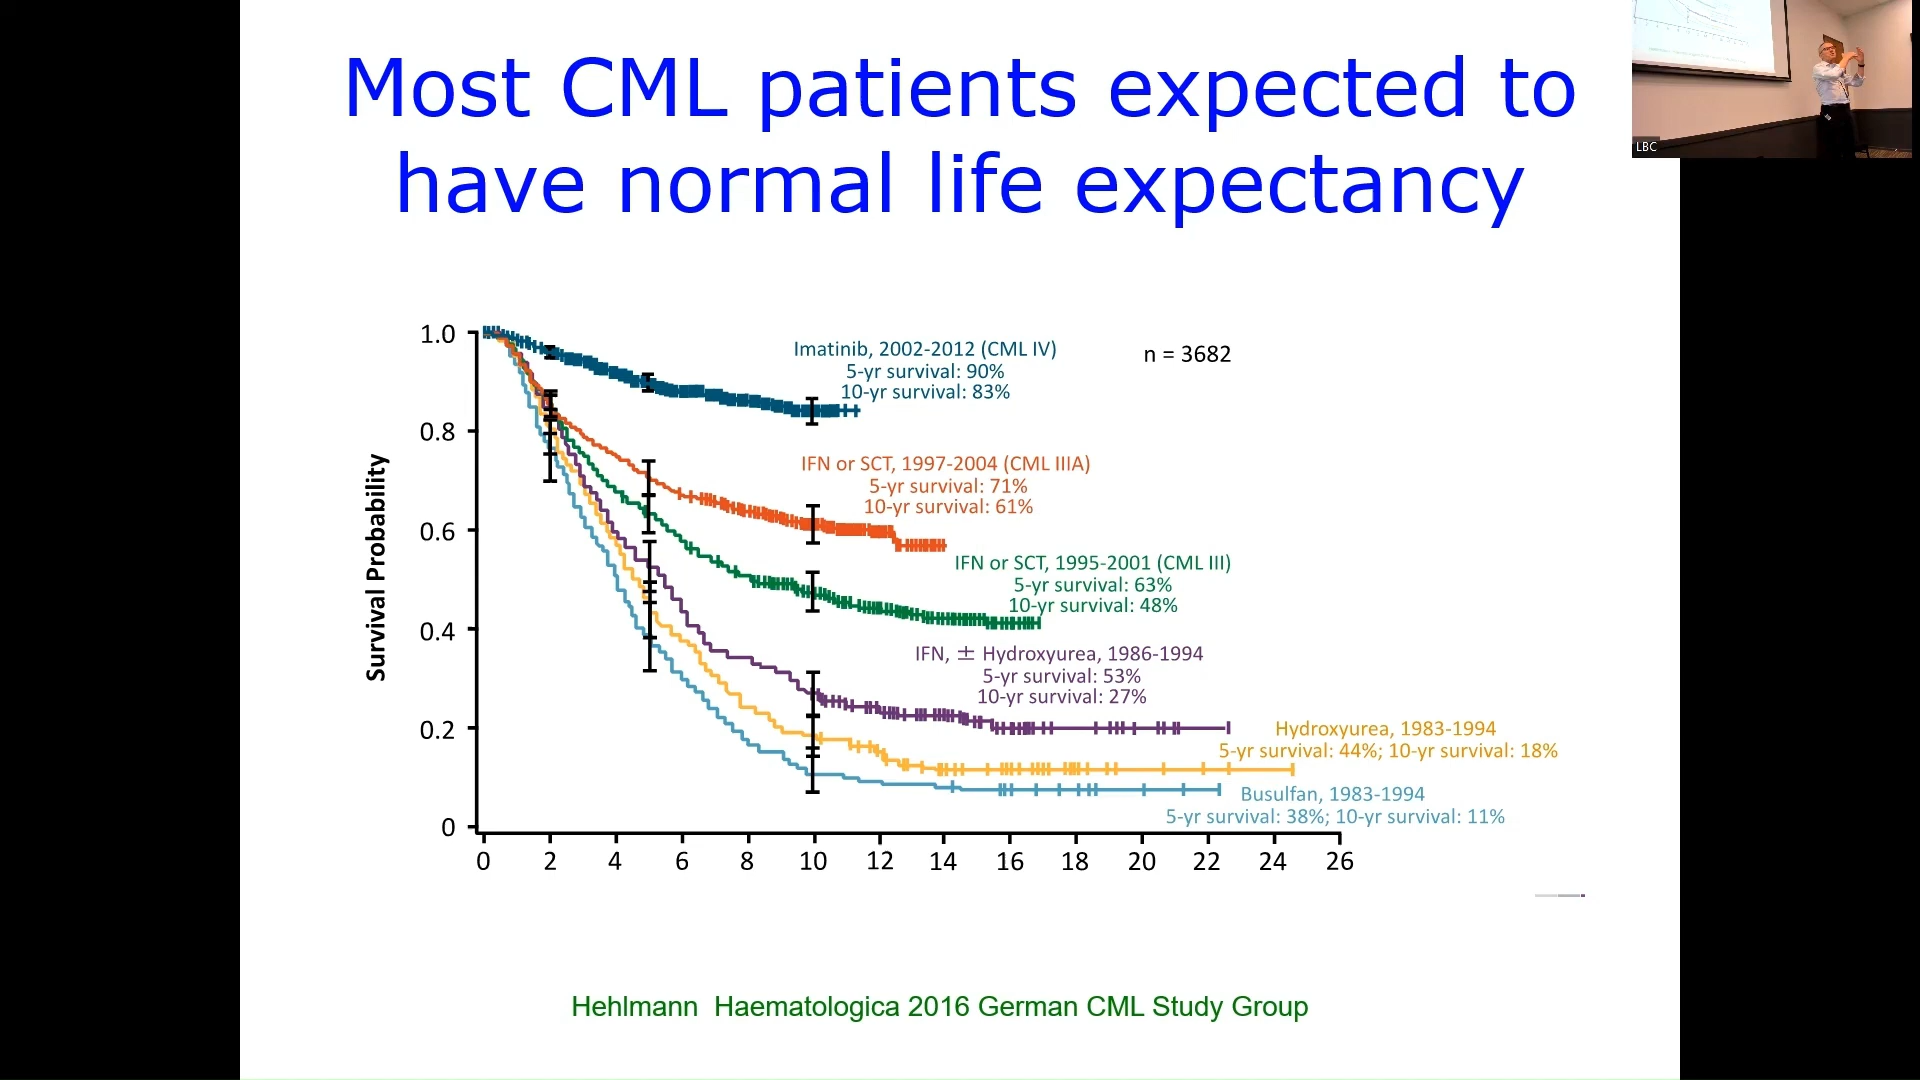 Most CML patients expected to
have normal life expectancy
LBC
Survival Probability
1.0
0.8
0.6
0.4
0.2
0
0 2 4 6 8 10 12 14 16 18 20 22 24 26
Imatinib, 2002-2012 (CML IV)
5-yr survival: 90%
10-yr survival: 83%
n = 3682
IFN or SCT, 1997-2004 (CML IIIA)
5-yr survival: 71%
10-yr survival: 61%
IFN or SCT, 1995-2001 (CML III)
5-yr survival: 63%
10-yr survival: 48%
IFN, ± Hydroxyurea, 1986-1994
5-yr survival: 53%
10-yr survival: 27%
Hydroxyurea, 1983-1994
5-yr survival: 44%; 10-yr survival: 18%
Busulfan, 1983-1994
5-yr survival: 38%; 10-yr survival: 11%
Hehlmann Haematologica 2016 German CML Study Group